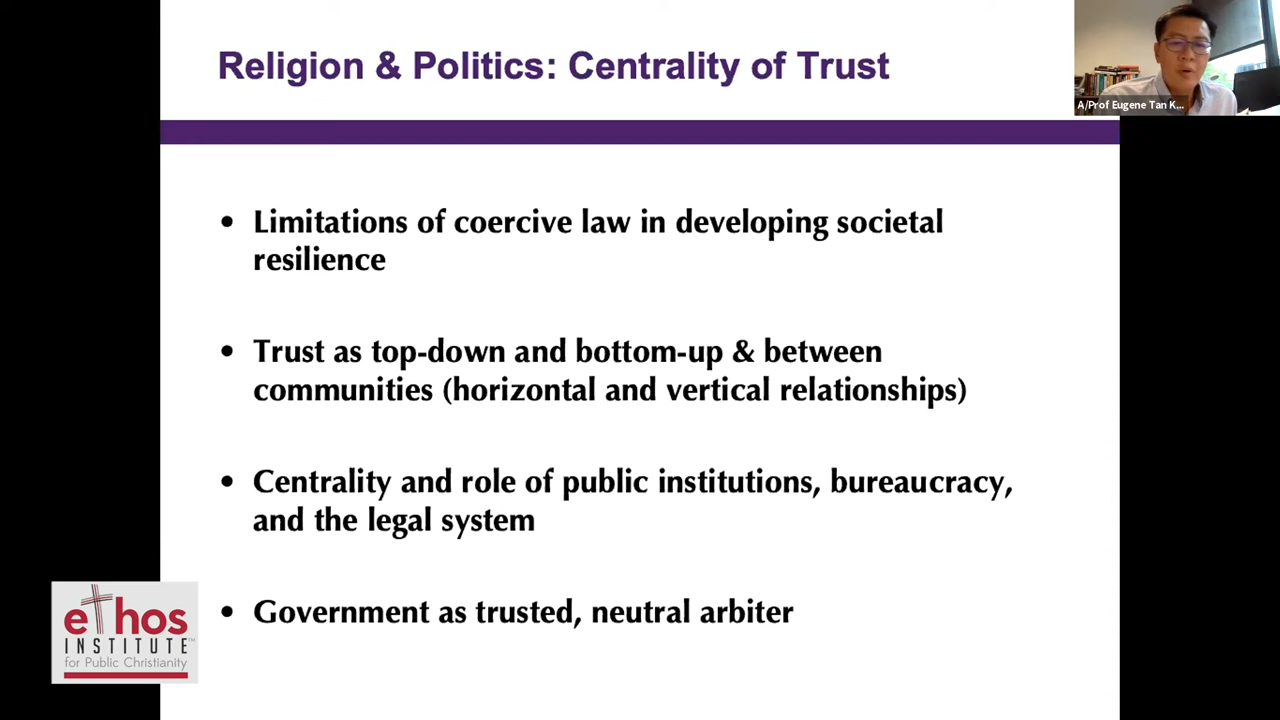 Religion & Politics: Centrality of Trust
A/Prof Eugene Tan K...
• Limitations of coercive law in developing societal
resilience
• Trust as top-down and bottom-up & between
communities (horizontal and vertical relationships)
• Centrality and role of public institutions, bureaucracy,
and the legal system
• Government as trusted, neutral arbiter
ethos
INSTITUTE™
for Public Christianity